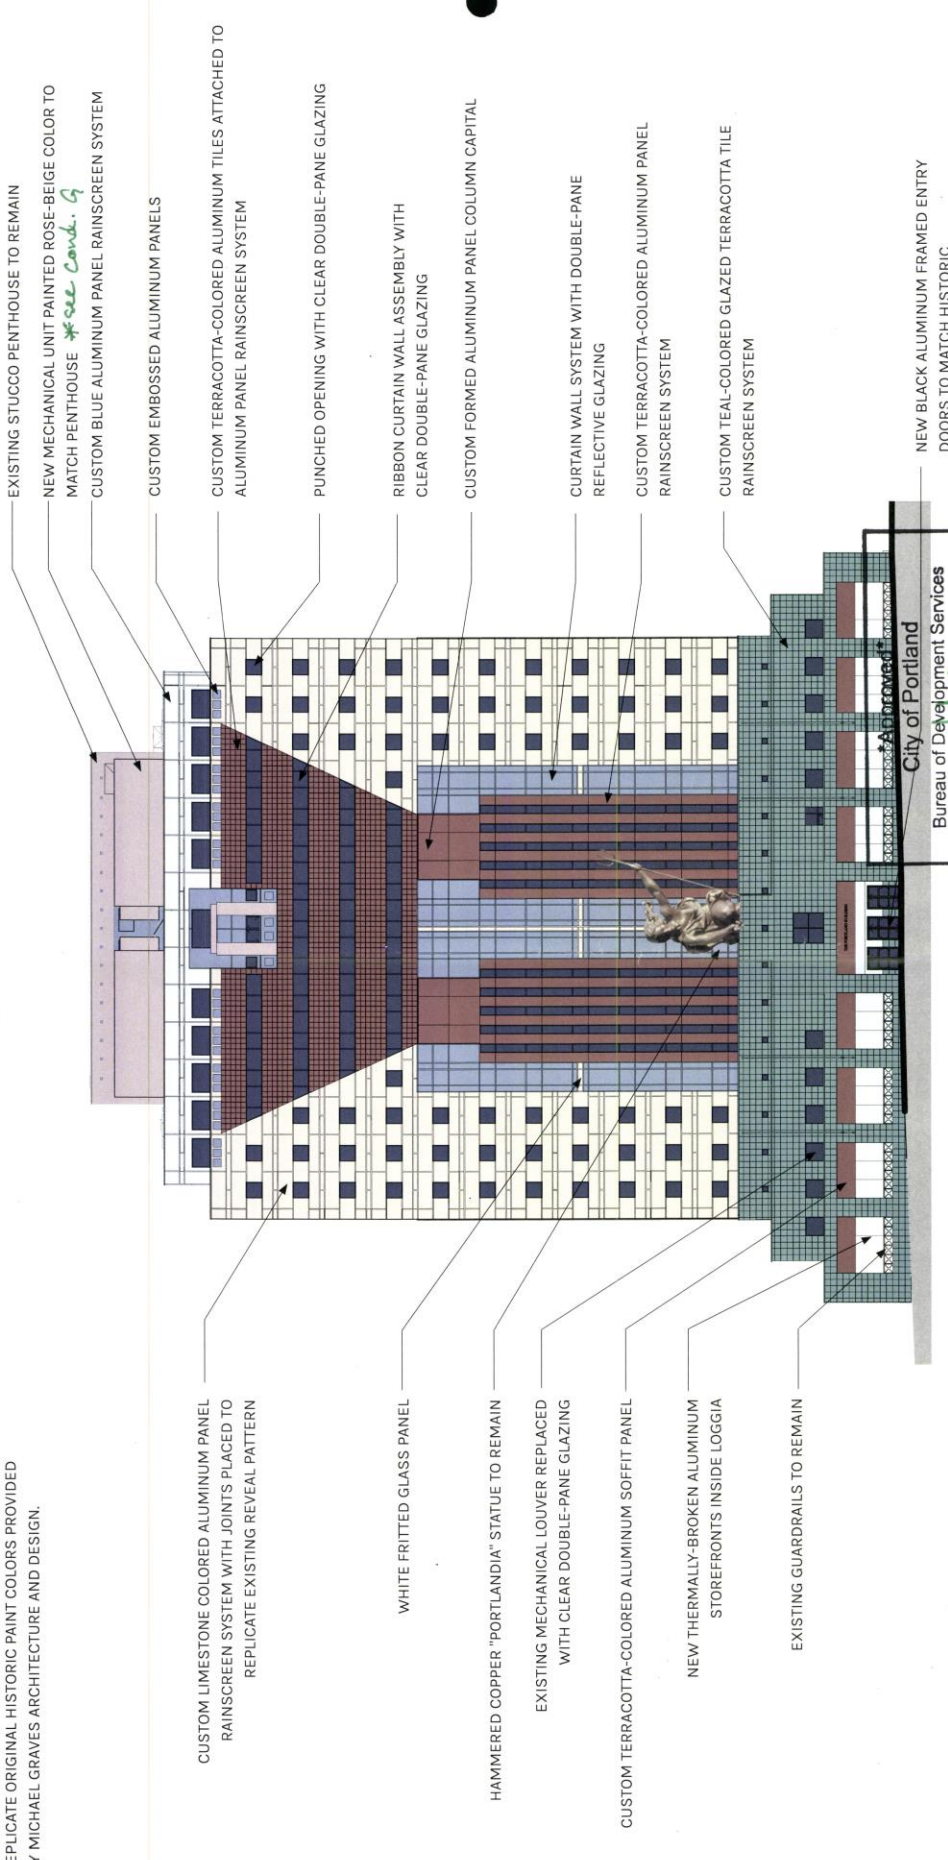 EPLICATE ORIGINAL HISTORIC PAINT COLORS PROVIDED
Y MICHAEL GRAVES ARCHITECTURE AND DESIGN.
CUSTOM LIMESTONE COLORED ALUMINUM PANEL
RAINSCREEN SYSTEM WITH JOINTS PLACED TO
REPLICATE EXISTING REVEAL PATTERN
WHITE FRITTED GLASS PANEL
HAMMERED COPPER "PORTLANDIA" STATUE TO REMAIN
EXISTING MECHANICAL LOUVER REPLACED
WITH CLEAR DOUBLE-PANE GLAZING
CUSTOM TERRACOTTA-COLORED ALUMINUM SOFFIT PANEL
NEW THERMALLY-BROKEN ALUMINUM
STOREFRONTS INSIDE LOGGIA
EXISTING GUARDRAILS TO REMAIN
EXISTING STUCCO PENTHOUSE TO REMAIN
NEW MECHANICAL UNIT PAINTED ROSE-BEIGE COLOR TO
MATCH PENTHOUSE *see Cond. G
CUSTOM BLUE ALUMINUM PANEL RAINSCREEN SYSTEM
CUSTOM EMBOSSED ALUMINUM PANELS
CUSTOM TERRACOTTA-COLORED ALUMINUM TILES ATTACHED TO
ALUMINUM PANEL RAINSCREEN SYSTEM
PUNCHED OPENING WITH CLEAR DOUBLE-PANE GLAZING
RIBBON CURTAIN WALL ASSEMBLY WITH
CLEAR DOUBLE-PANE GLAZING
CUSTOM FORMED ALUMINUM PANEL COLUMN CAPITAL
CURTAIN WALL SYSTEM WITH DOUBLE-PANE
REFLECTIVE GLAZING
CUSTOM TERRACOTTA-COLORED ALUMINUM PANEL
RAINSCREEN SYSTEM
CUSTOM TEAL-COLORED GLAZED TERRACOTTA TILE
RAINSCREEN SYSTEM
NEW BLACK ALUMINUM FRAMED ENTRY
DOORS TO MATCH HISTORIC
*Approved*
City of Portland
Bureau of Development Services